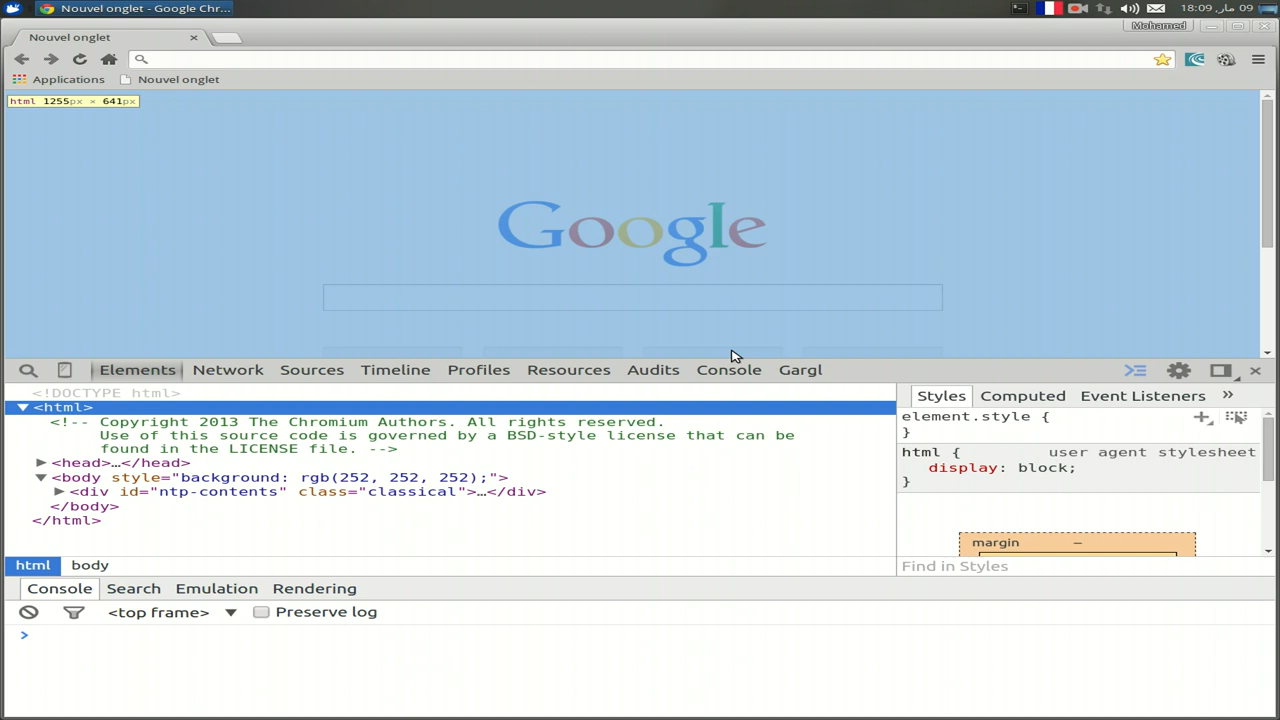 Nouvel onglet - Google Chr...
18:09 ,مار 09
Mohamed
Nouvel onglet
Applications
Nouvel onglet
html 1255px × 641px
Google
Elements Network Sources Timeline Profiles Resources Audits Console Gargl
<!DOCTYPE html>
<html>
<!-- Copyright 2013 The Chromium Authors. All rights reserved.
Use of this source code is governed by a BSD-style license that can be
found in the LICENSE file. -->
<head>…</head>
<body style="background: rgb(252, 252, 252);">
<div id="ntp-contents" class="classical">…</div>
</body>
</html>
Styles Computed Event Listeners »
element.style {
}
html { user agent stylesheet
display: block;
}
margin –
html body
Find in Styles
Console Search Emulation Rendering
<top frame> Preserve log
>